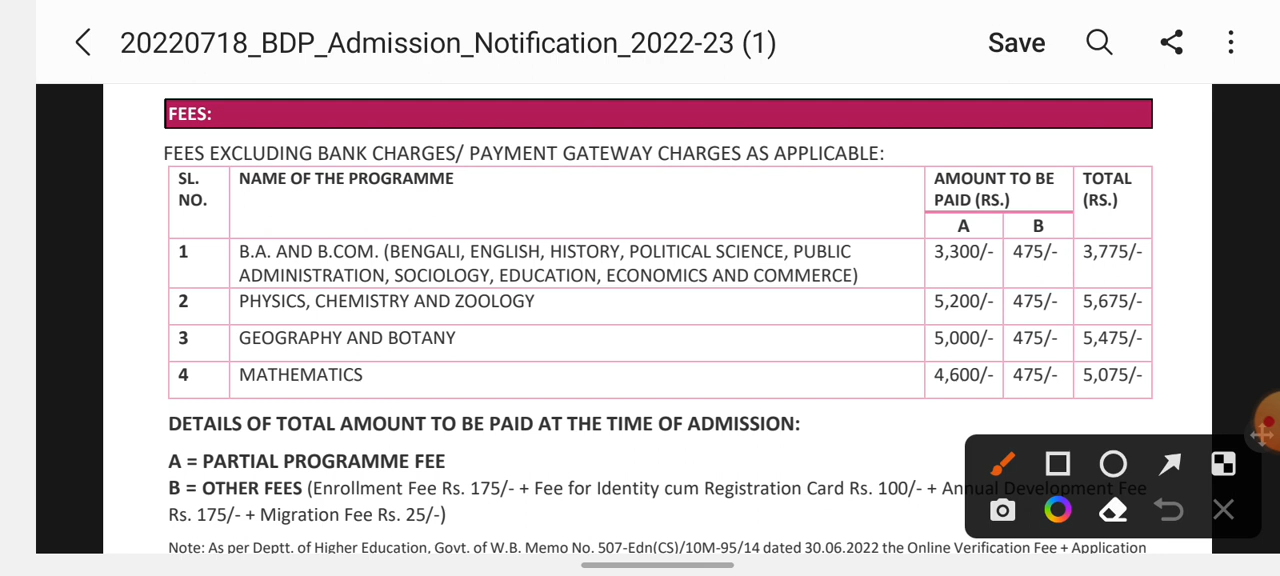 20220718_BDP_Admission_Notification_2022-23 (1)
Save
FEES:
FEES EXCLUDING BANK CHARGES/ PAYMENT GATEWAY CHARGES AS APPLICABLE:
SL. NO. NAME OF THE PROGRAMME AMOUNT TO BE PAID (RS.) TOTAL (RS.)
A B
1 B.A. AND B.COM. (BENGALI, ENGLISH, HISTORY, POLITICAL SCIENCE, PUBLIC 3,300/- 475/- 3,775/-
ADMINISTRATION, SOCIOLOGY, EDUCATION, ECONOMICS AND COMMERCE)
2 PHYSICS, CHEMISTRY AND ZOOLOGY 5,200/- 475/- 5,675/-
3 GEOGRAPHY AND BOTANY 5,000/- 475/- 5,475/-
4 MATHEMATICS 4,600/- 475/- 5,075/-
DETAILS OF TOTAL AMOUNT TO BE PAID AT THE TIME OF ADMISSION:
A = PARTIAL PROGRAMME FEE
B = OTHER FEES (Enrollment Fee Rs. 175/- + Fee for Identity cum Registration Card Rs. 100/- + Annual Development Fee
Rs. 175/- + Migration Fee Rs. 25/-)
Note: As per Deptt. of Higher Education, Govt. of W.B. Memo No. 507-Edn(CS)/10M-95/14 dated 30.06.2022 the Online Verification Fee + Application